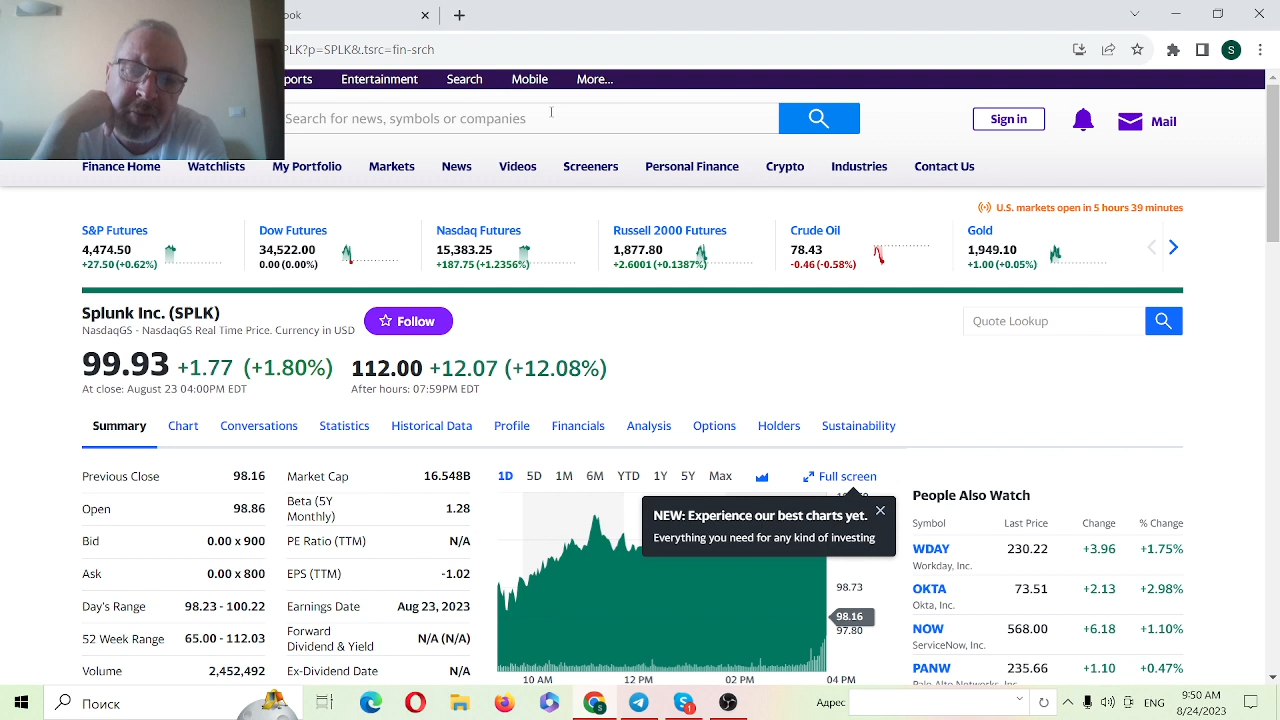 ook
PLK?p=SPLK&.tsrc=fin-srch
S
ports Entertainment Search Mobile More...
Search for news, symbols or companies
Sign in Mail
Finance Home Watchlists My Portfolio Markets News Videos Screeners Personal Finance Crypto Industries Contact Us
U.S. markets open in 5 hours 39 minutes
S&P Futures Dow Futures Nasdaq Futures Russell 2000 Futures Crude Oil Gold
4,474.50 34,522.00 15,383.25 1,877.80 78.43 1,949.10
+27.50 (+0.62%) 0.00 (0.00%) +187.75 (+1.2356%) +2.6001 (+0.1387%) -0.46 (-0.58%) +1.00 (+0.05%)
Splunk Inc. (SPLK) Follow
NasdaqGS - NasdaqGS Real Time Price. Currency in USD
Quote Lookup
99.93 +1.77 (+1.80%) 112.00 +12.07 (+12.08%)
At close: August 23 04:00PM EDT After hours: 07:59PM EDT
Summary Chart Conversations Statistics Historical Data Profile Financials Analysis Options Holders Sustainability
Previous Close 98.16
Open 98.86
Bid 0.00 x 900
Ask 0.00 x 800
Day's Range 98.23 - 100.22
52 Week Range 65.00 - 112.03
Volume 2,452,492
Market Cap 16.548B
Beta (5Y
Monthly) 1.28
PE Ratio (TTM) N/A
EPS (TTM) -1.02
Earnings Date Aug 23, 2023
Forward
Dividend & Yield N/A (N/A)
Ex-Dividend Date N/A
1D 5D 1M 6M YTD 1Y 5Y Max Full screen
NEW: Experience our best charts yet.
Everything you need for any kind of investing
98.73
98.16
97.80
10 AM 12 PM 02 PM 04 PM
People Also Watch
Symbol Last Price Change % Change
WDAY 230.22 +3.96 +1.75%
Workday, Inc.
OKTA 73.51 +2.13 +2.98%
Okta, Inc.
NOW 568.00 +6.18 +1.10%
ServiceNow, Inc.
PANW 235.66 +1.10 +0.47%
Palo Alto Networks, Inc.
Поиск
S
1
Адрес
ENG
9:50 AM
8/24/2023